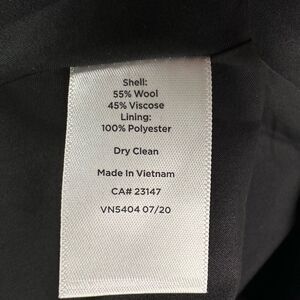 Shell:
55% Wool
45% Viscose
Lining:
100% Polyester
Dry Clean
Made In Vietnam
CA# 23147
VN5404 07/20